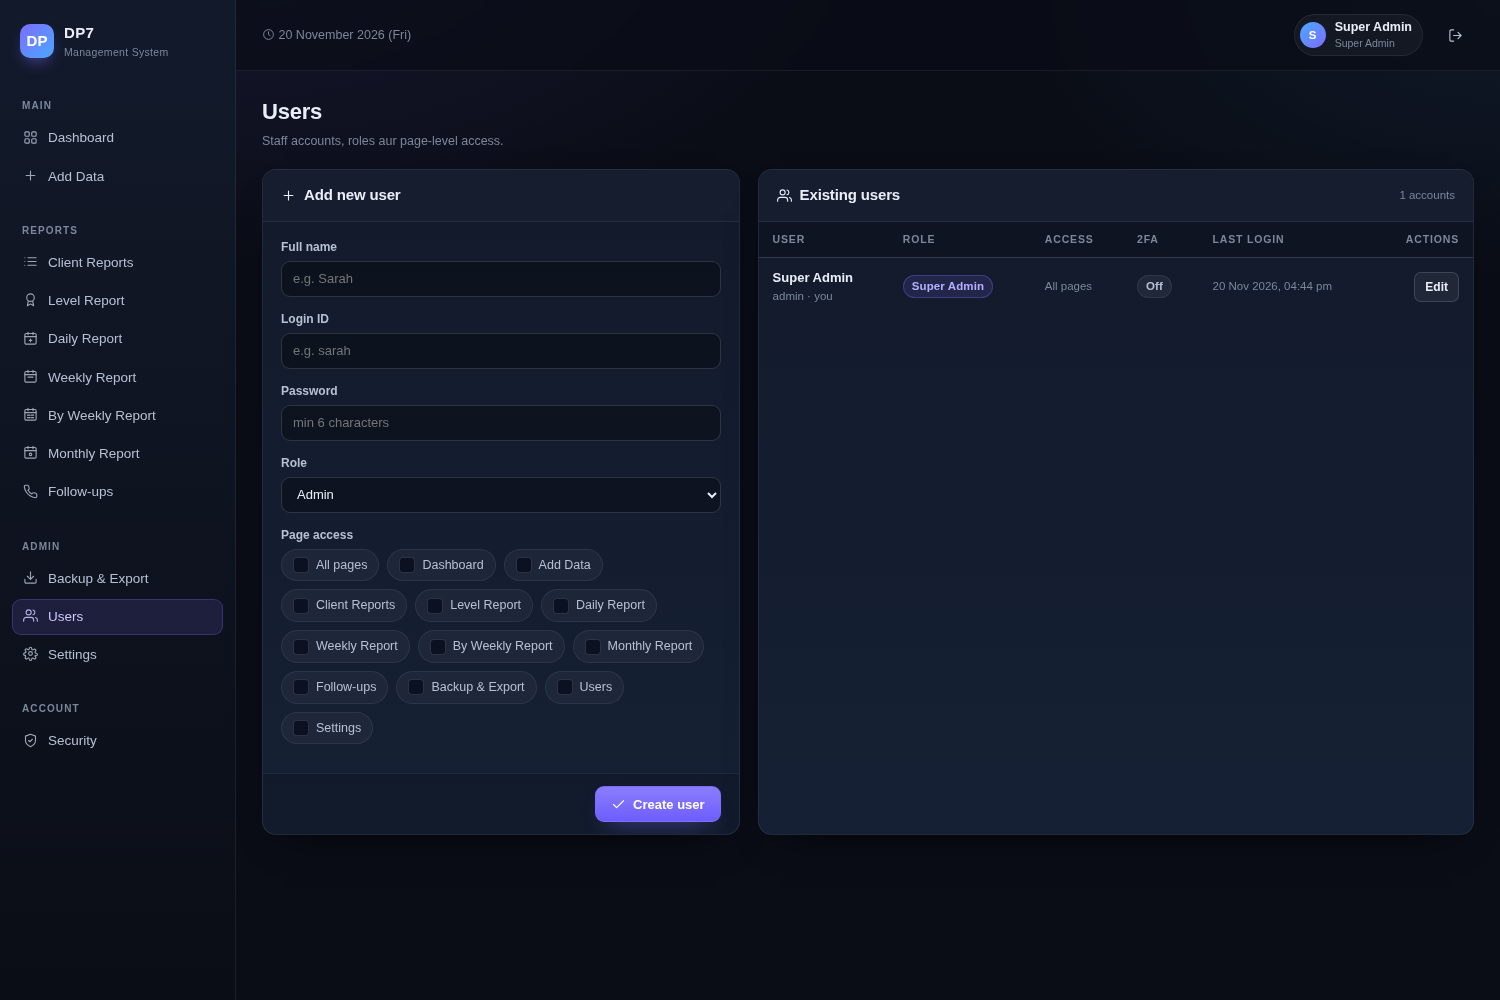 DP
DP7
Management System
20 November 2026 (Fri)
S
Super Admin
Super Admin
MAIN
Dashboard
Add Data
REPORTS
Client Reports
Level Report
Daily Report
Weekly Report
By Weekly Report
Monthly Report
Follow-ups
ADMIN
Backup & Export
Users
Settings
ACCOUNT
Security
Users
Staff accounts, roles aur page-level access.
Add new user
Full name
e.g. Sarah
Login ID
e.g. sarah
Password
min 6 characters
Role
Admin
Page access
All pages Dashboard Add Data
Client Reports Level Report Daily Report
Weekly Report By Weekly Report Monthly Report
Follow-ups Backup & Export Users
Settings
Create user
Existing users 1 accounts
USER ROLE ACCESS 2FA LAST LOGIN ACTIONS
Super Admin Super Admin All pages Off 20 Nov 2026, 04:44 pm Edit
admin · you